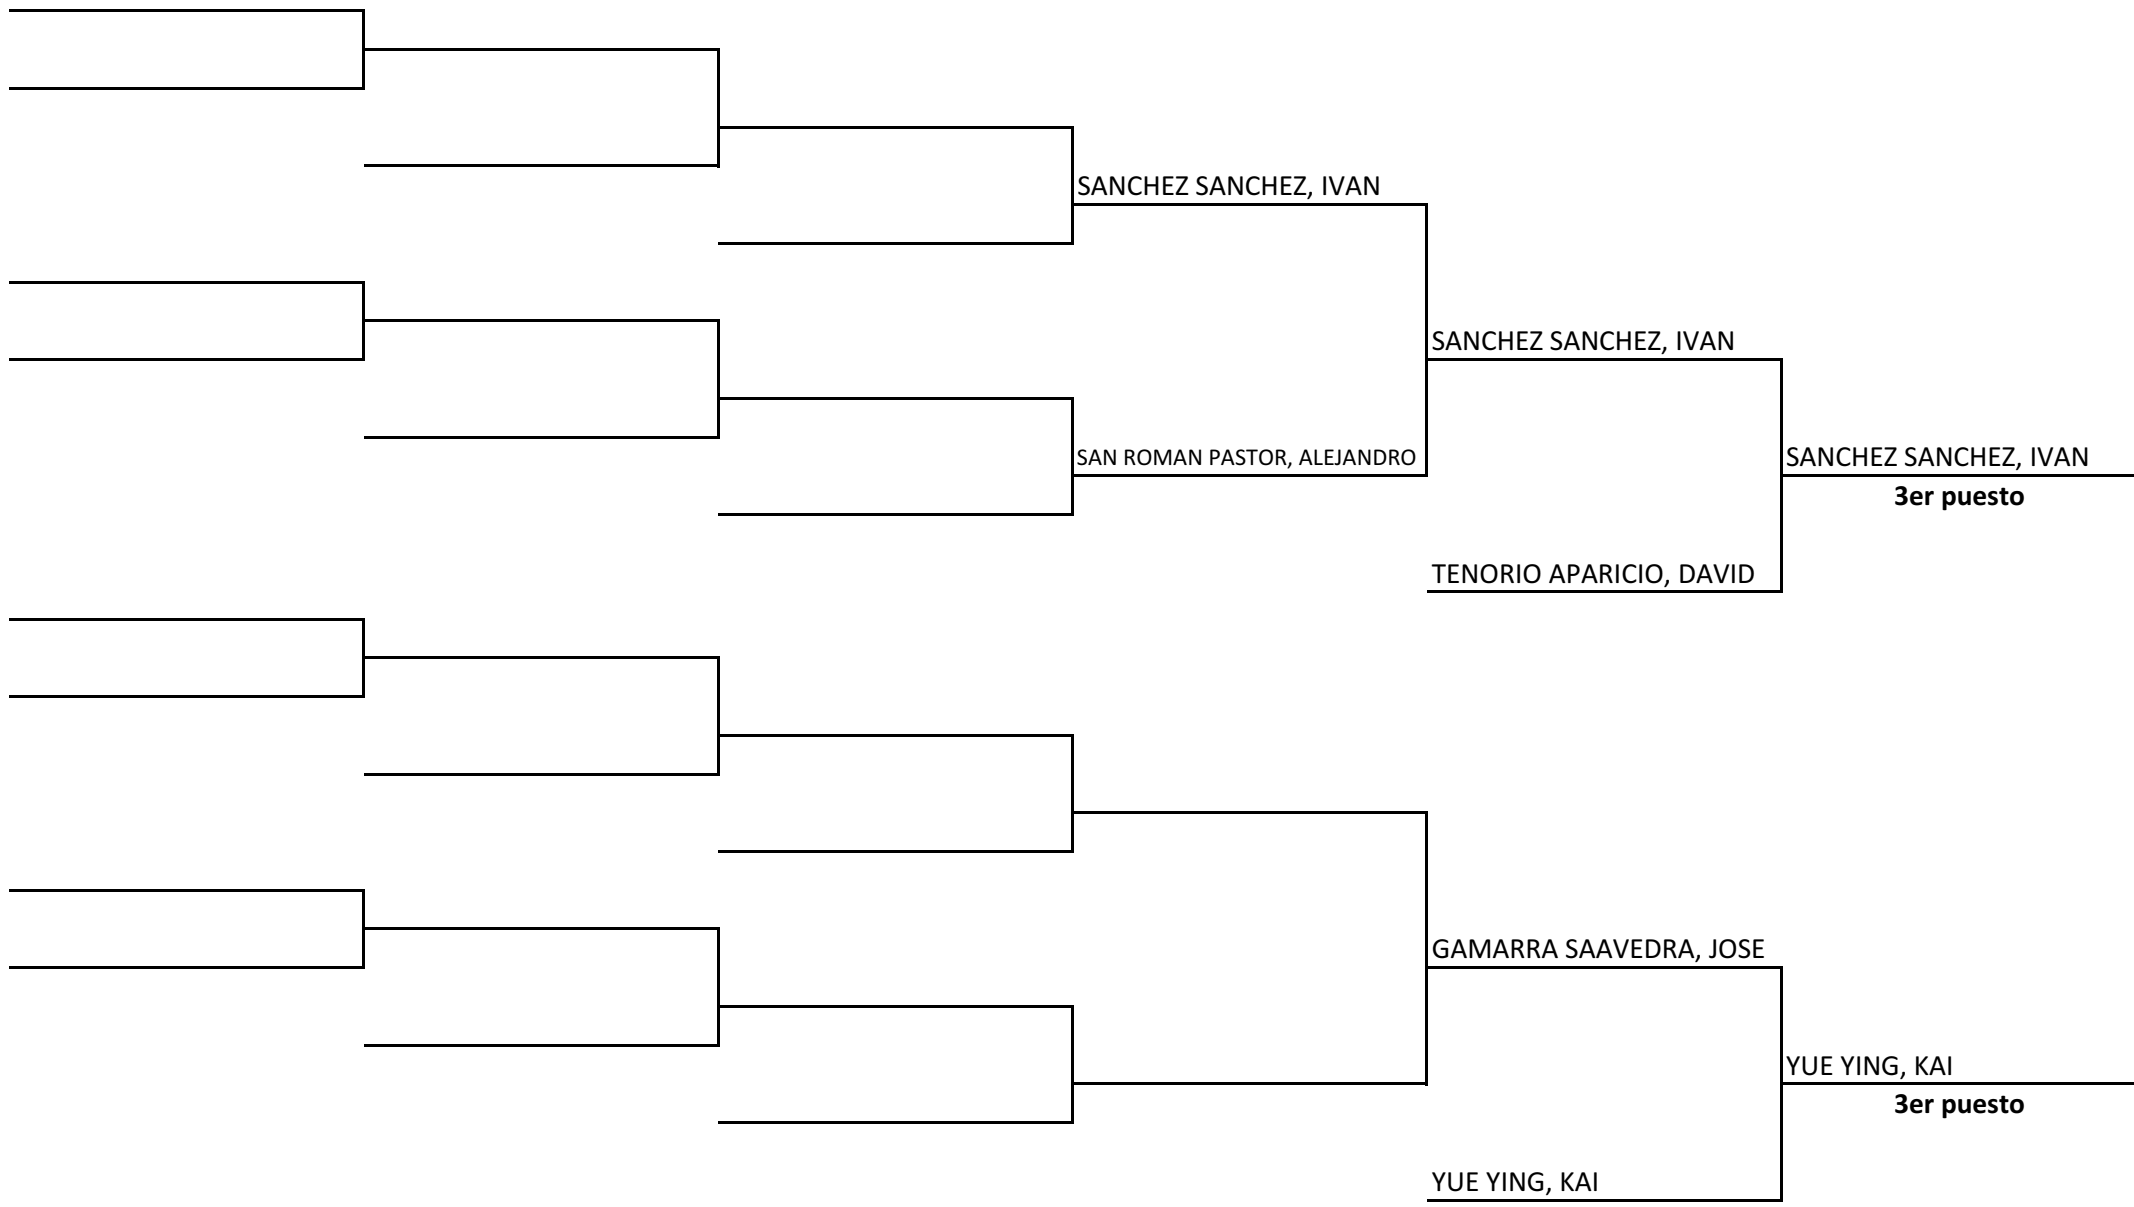 SANCHEZ SANCHEZ, IVAN
SANCHEZ SANCHEZ, IVAN
SAN ROMAN PASTOR, ALEJANDRO
SANCHEZ SANCHEZ, IVAN
3er puesto
TENORIO APARICIO, DAVID
GAMARRA SAAVEDRA, JOSE
YUE YING, KAI
3er puesto
YUE YING, KAI